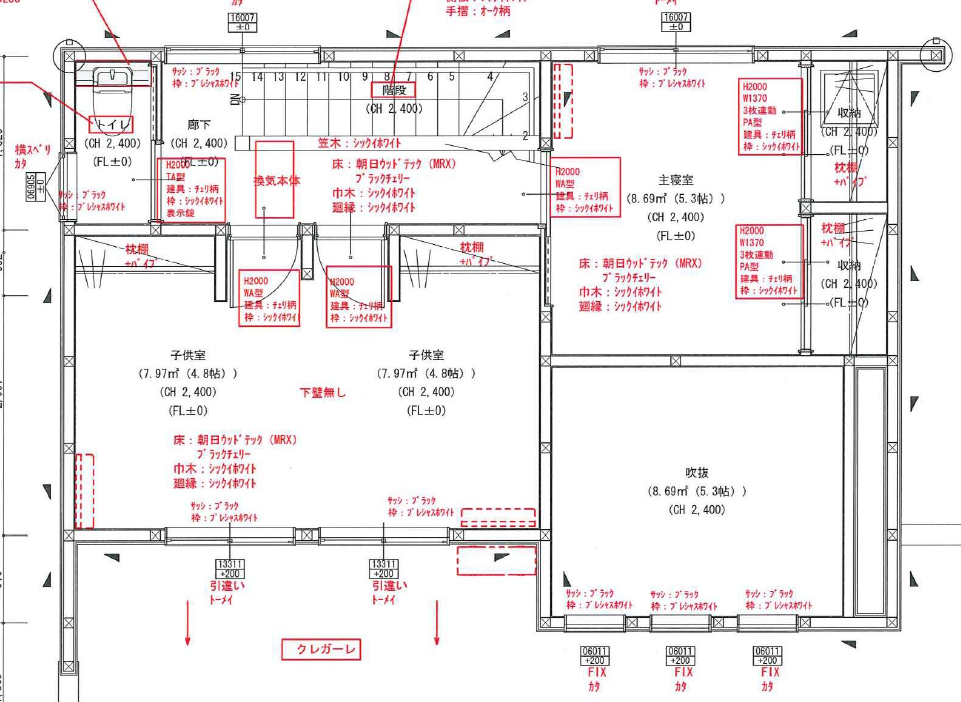 カタ
手摺：オーク柄
トーメイ
16007
±0
16007
±0
サッシ：ブラック
枠：プレシャスホワイト
15 14 13 12 11 10 9 8 7 6 5 4
3
2
DN
階段
(CH 2,400)
サッシ：ブラック
枠：プレシャスホワイト
トイレ
(CH 2,400)
(FL±0)
廊下
(CH 2,400)
(FL±0)
笠木：シックイホワイト
H2000
W1370
3枚連動
PA型
建具：チェリ柄
枠：シックイホワイト
収納
(CH 2,400)
(FL±0)
枕棚
+パイプ
横スベリ
カタ
06905
±0
サッシ：ブラック
枠：プレシャスホワイト
H2000
TA型
建具：チェリ柄
枠：シックイホワイト
表示錠
換気本体
床：朝日ウッドテック（MRX）
ブラックチェリー
巾木：シックイホワイト
廻縁：シックイホワイト
H2000
WA型
建具：チェリ柄
枠：シックイホワイト
主寝室
(8.69㎡（5.3帖）)
(CH 2,400)
(FL±0)
床：朝日ウッドテック（MRX）
ブラックチェリー
巾木：シックイホワイト
廻縁：シックイホワイト
H2000
W1370
3枚連動
PA型
建具：チェリ柄
枠：シックイホワイト
枕棚
+パイプ
収納
(CH 2,400)
(FL±0)
枕棚
+パイプ
枕棚
+パイプ
H2000
WA型
建具：チェリ柄
枠：シックイホワイト
H2000
WA型
建具：チェリ柄
枠：シックイホワイト
子供室
(7.97㎡（4.8帖）)
(CH 2,400)
(FL±0)
子供室
(7.97㎡（4.8帖）)
(CH 2,400)
(FL±0)
下壁無し
床：朝日ウッドテック（MRX）
ブラックチェリー
巾木：シックイホワイト
廻縁：シックイホワイト
サッシ：ブラック
枠：プレシャスホワイト
サッシ：ブラック
枠：プレシャスホワイト
吹抜
(8.69㎡（5.3帖）)
(CH 2,400)
13311
+200
引違い
トーメイ
13311
+200
引違い
トーメイ
クレガーレ
サッシ：ブラック
枠：プレシャスホワイト
サッシ：ブラック
枠：プレシャスホワイト
サッシ：ブラック
枠：プレシャスホワイト
06011
+200
FIX
カタ
06011
+200
FIX
カタ
06011
+200
FIX
カタ